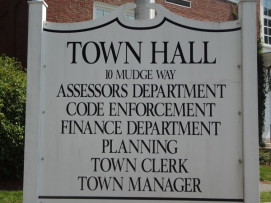 TOWN HALL
10 MUDGE WAY
ASSESSORS DEPARTMENT
CODE ENFORCEMENT
FINANCE DEPARTMENT
PLANNING
TOWN CLERK
TOWN MANAGER